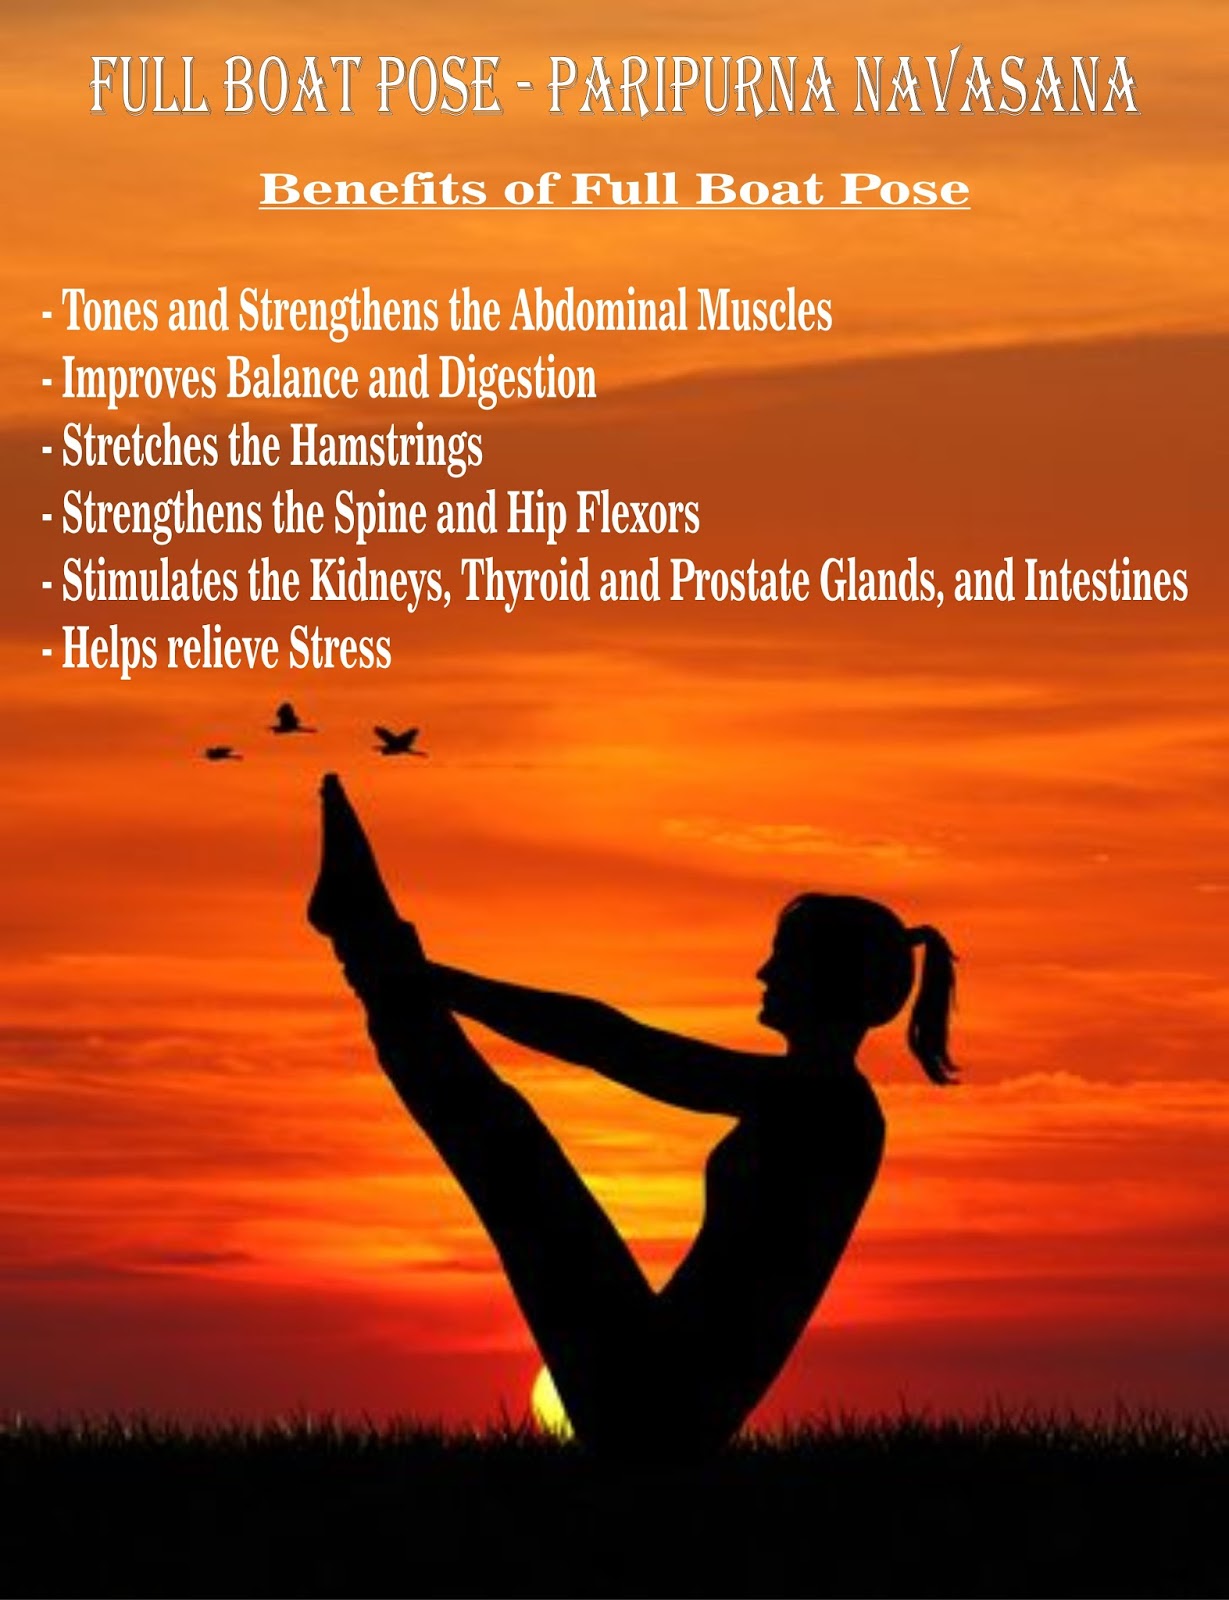 FULL BOAT POSE - PARIPURNA NAVASANA
Benefits of Full Boat Pose
- Tones and Strengthens the Abdominal Muscles
- Improves Balance and Digestion
- Stretches the Hamstrings
- Strengthens the Spine and Hip Flexors
- Stimulates the Kidneys, Thyroid and Prostate Glands, and Intestines
- Helps relieve Stress